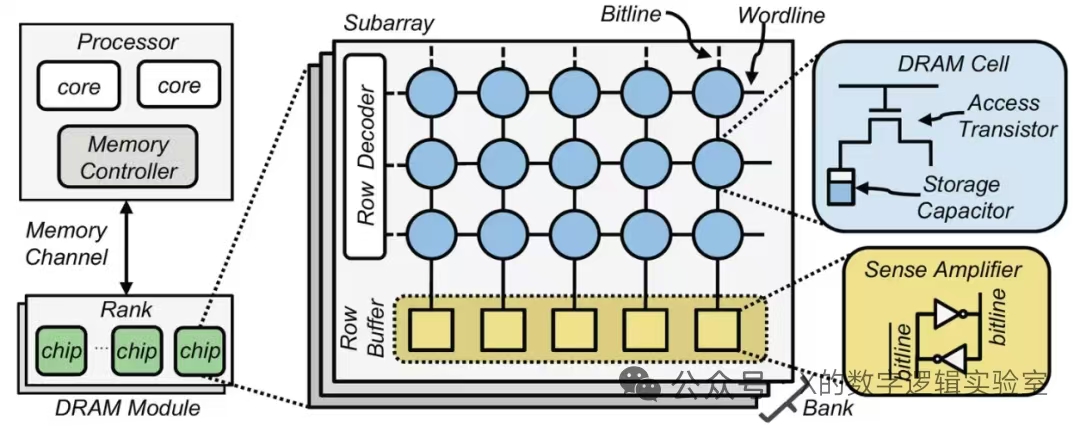 Processor
core
core
Memory
Controller
Memory
Channel
Rank
chip
...
chip
chip
DRAM Module
Subarray
Bitline
Wordline
Row Decoder
Row
Buffer
Bank
DRAM Cell
Access
Transistor
Storage
Capacitor
Sense Amplifier
bitline
bitline
公众号 X的数字逻辑实验室